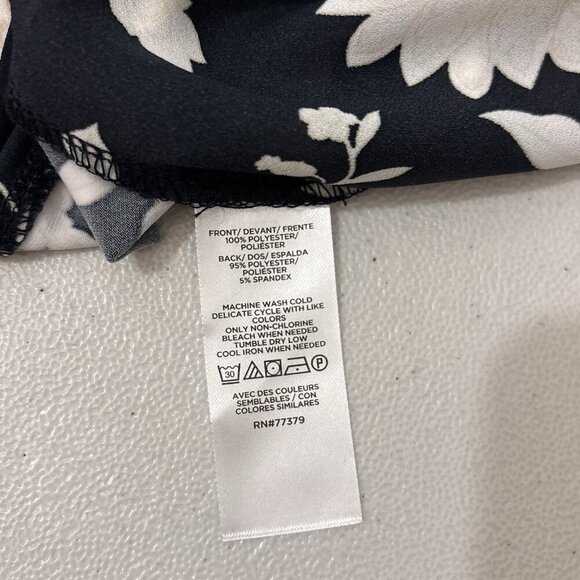 FRONT/ DEVANT/ FRENTE
100% POLYESTER/
POLIÉSTER
BACK/ DOS/ ESPALDA
95% POLYESTER/
POLIÉSTER
5% SPANDEX
MACHINE WASH COLD
DELICATE CYCLE WITH LIKE
COLORS
ONLY NON-CHLORINE
BLEACH WHEN NEEDED
TUMBLE DRY LOW
COOL IRON WHEN NEEDED
30 P
AVEC DES COULEURS
SEMBLABLES / CON
COLORES SIMILARES
RN#77379